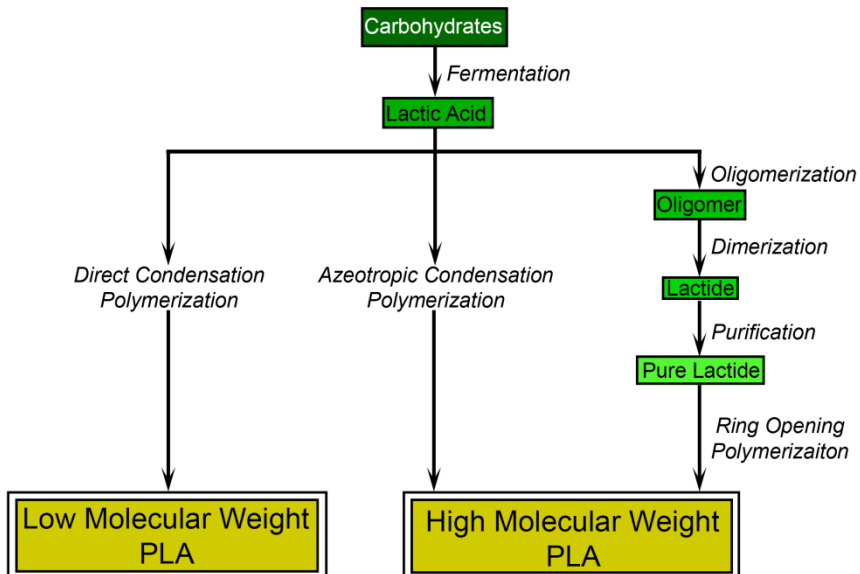 Carbohydrates
Fermentation
Lactic Acid
Oligomerization
Oligomer
Direct Condensation
Polymerization
Azeotropic Condensation
Polymerization
Dimerization
Lactide
Purification
Pure Lactide
Ring Opening
Polymerizaiton
Low Molecular Weight
PLA
High Molecular Weight
PLA